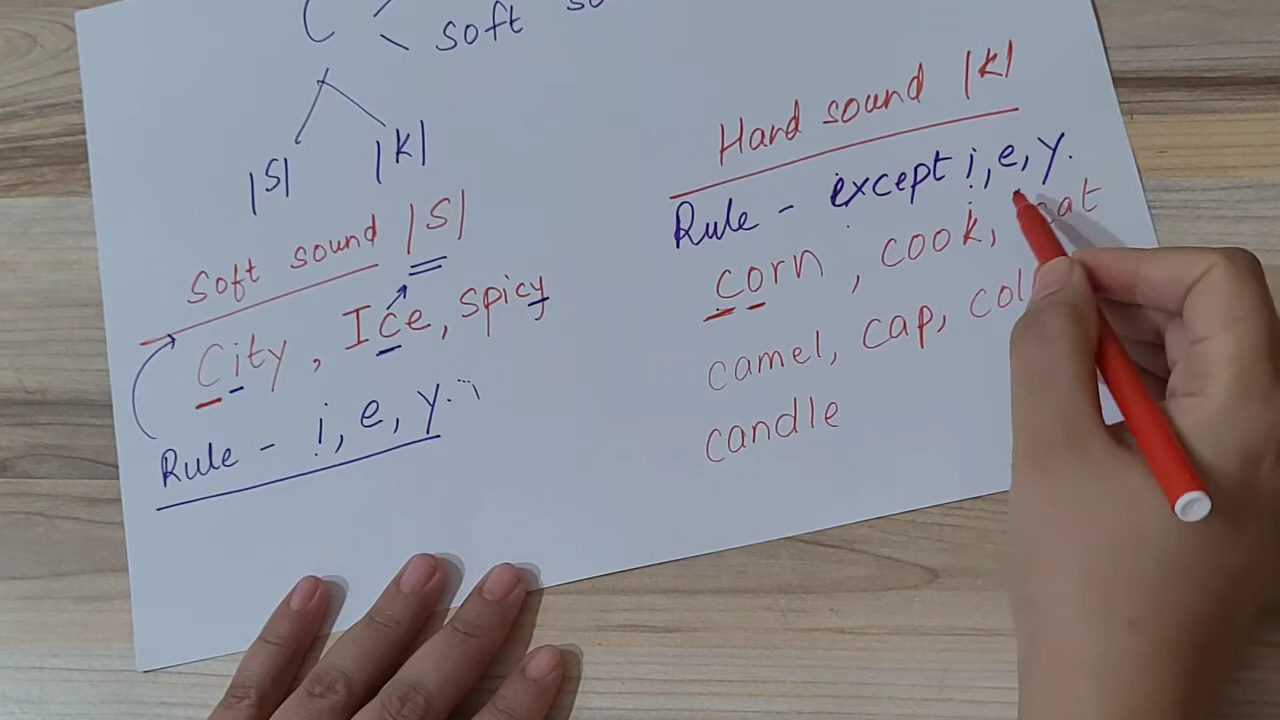 C
soft
|S| |K|
Soft sound |S|
City, Ice, Spicy
Rule - i, e, y.
Hard sound |K|
Rule - except i, e, y.
corn, cook,
camel, cap,
candle